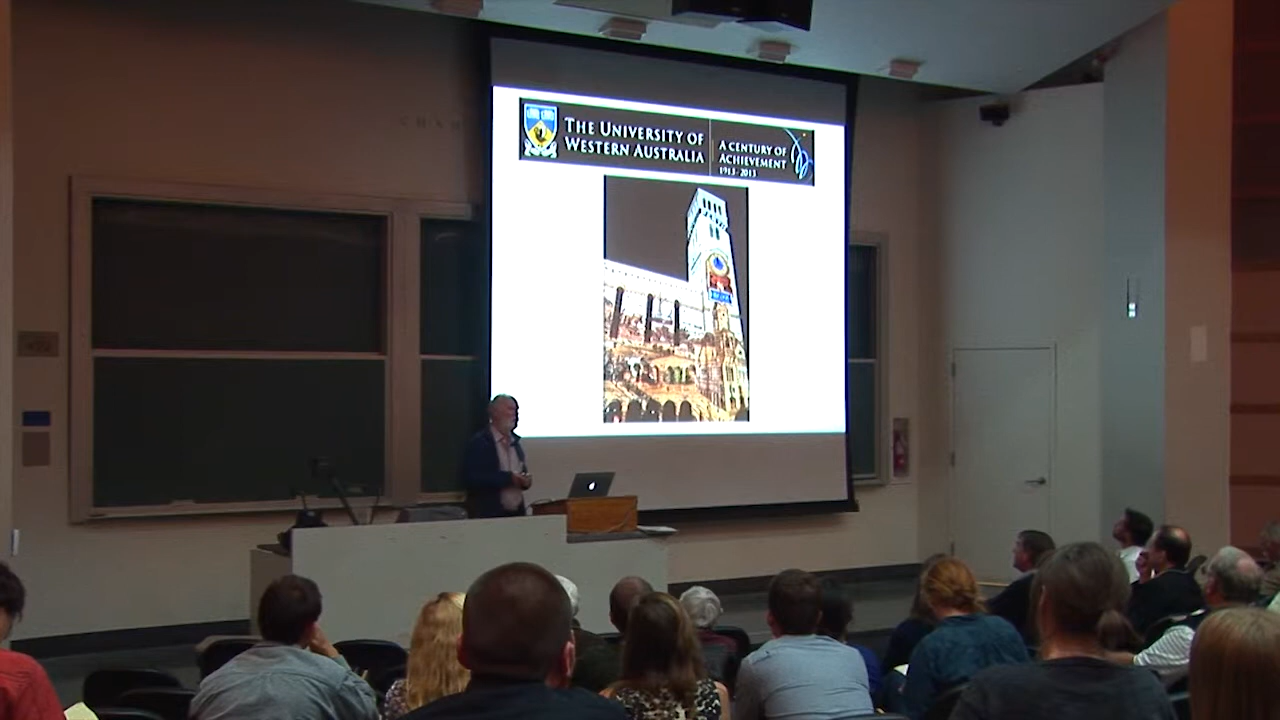 THE UNIVERSITY OF
WESTERN AUSTRALIA
A CENTURY OF
ACHIEVEMENT
1913-2013